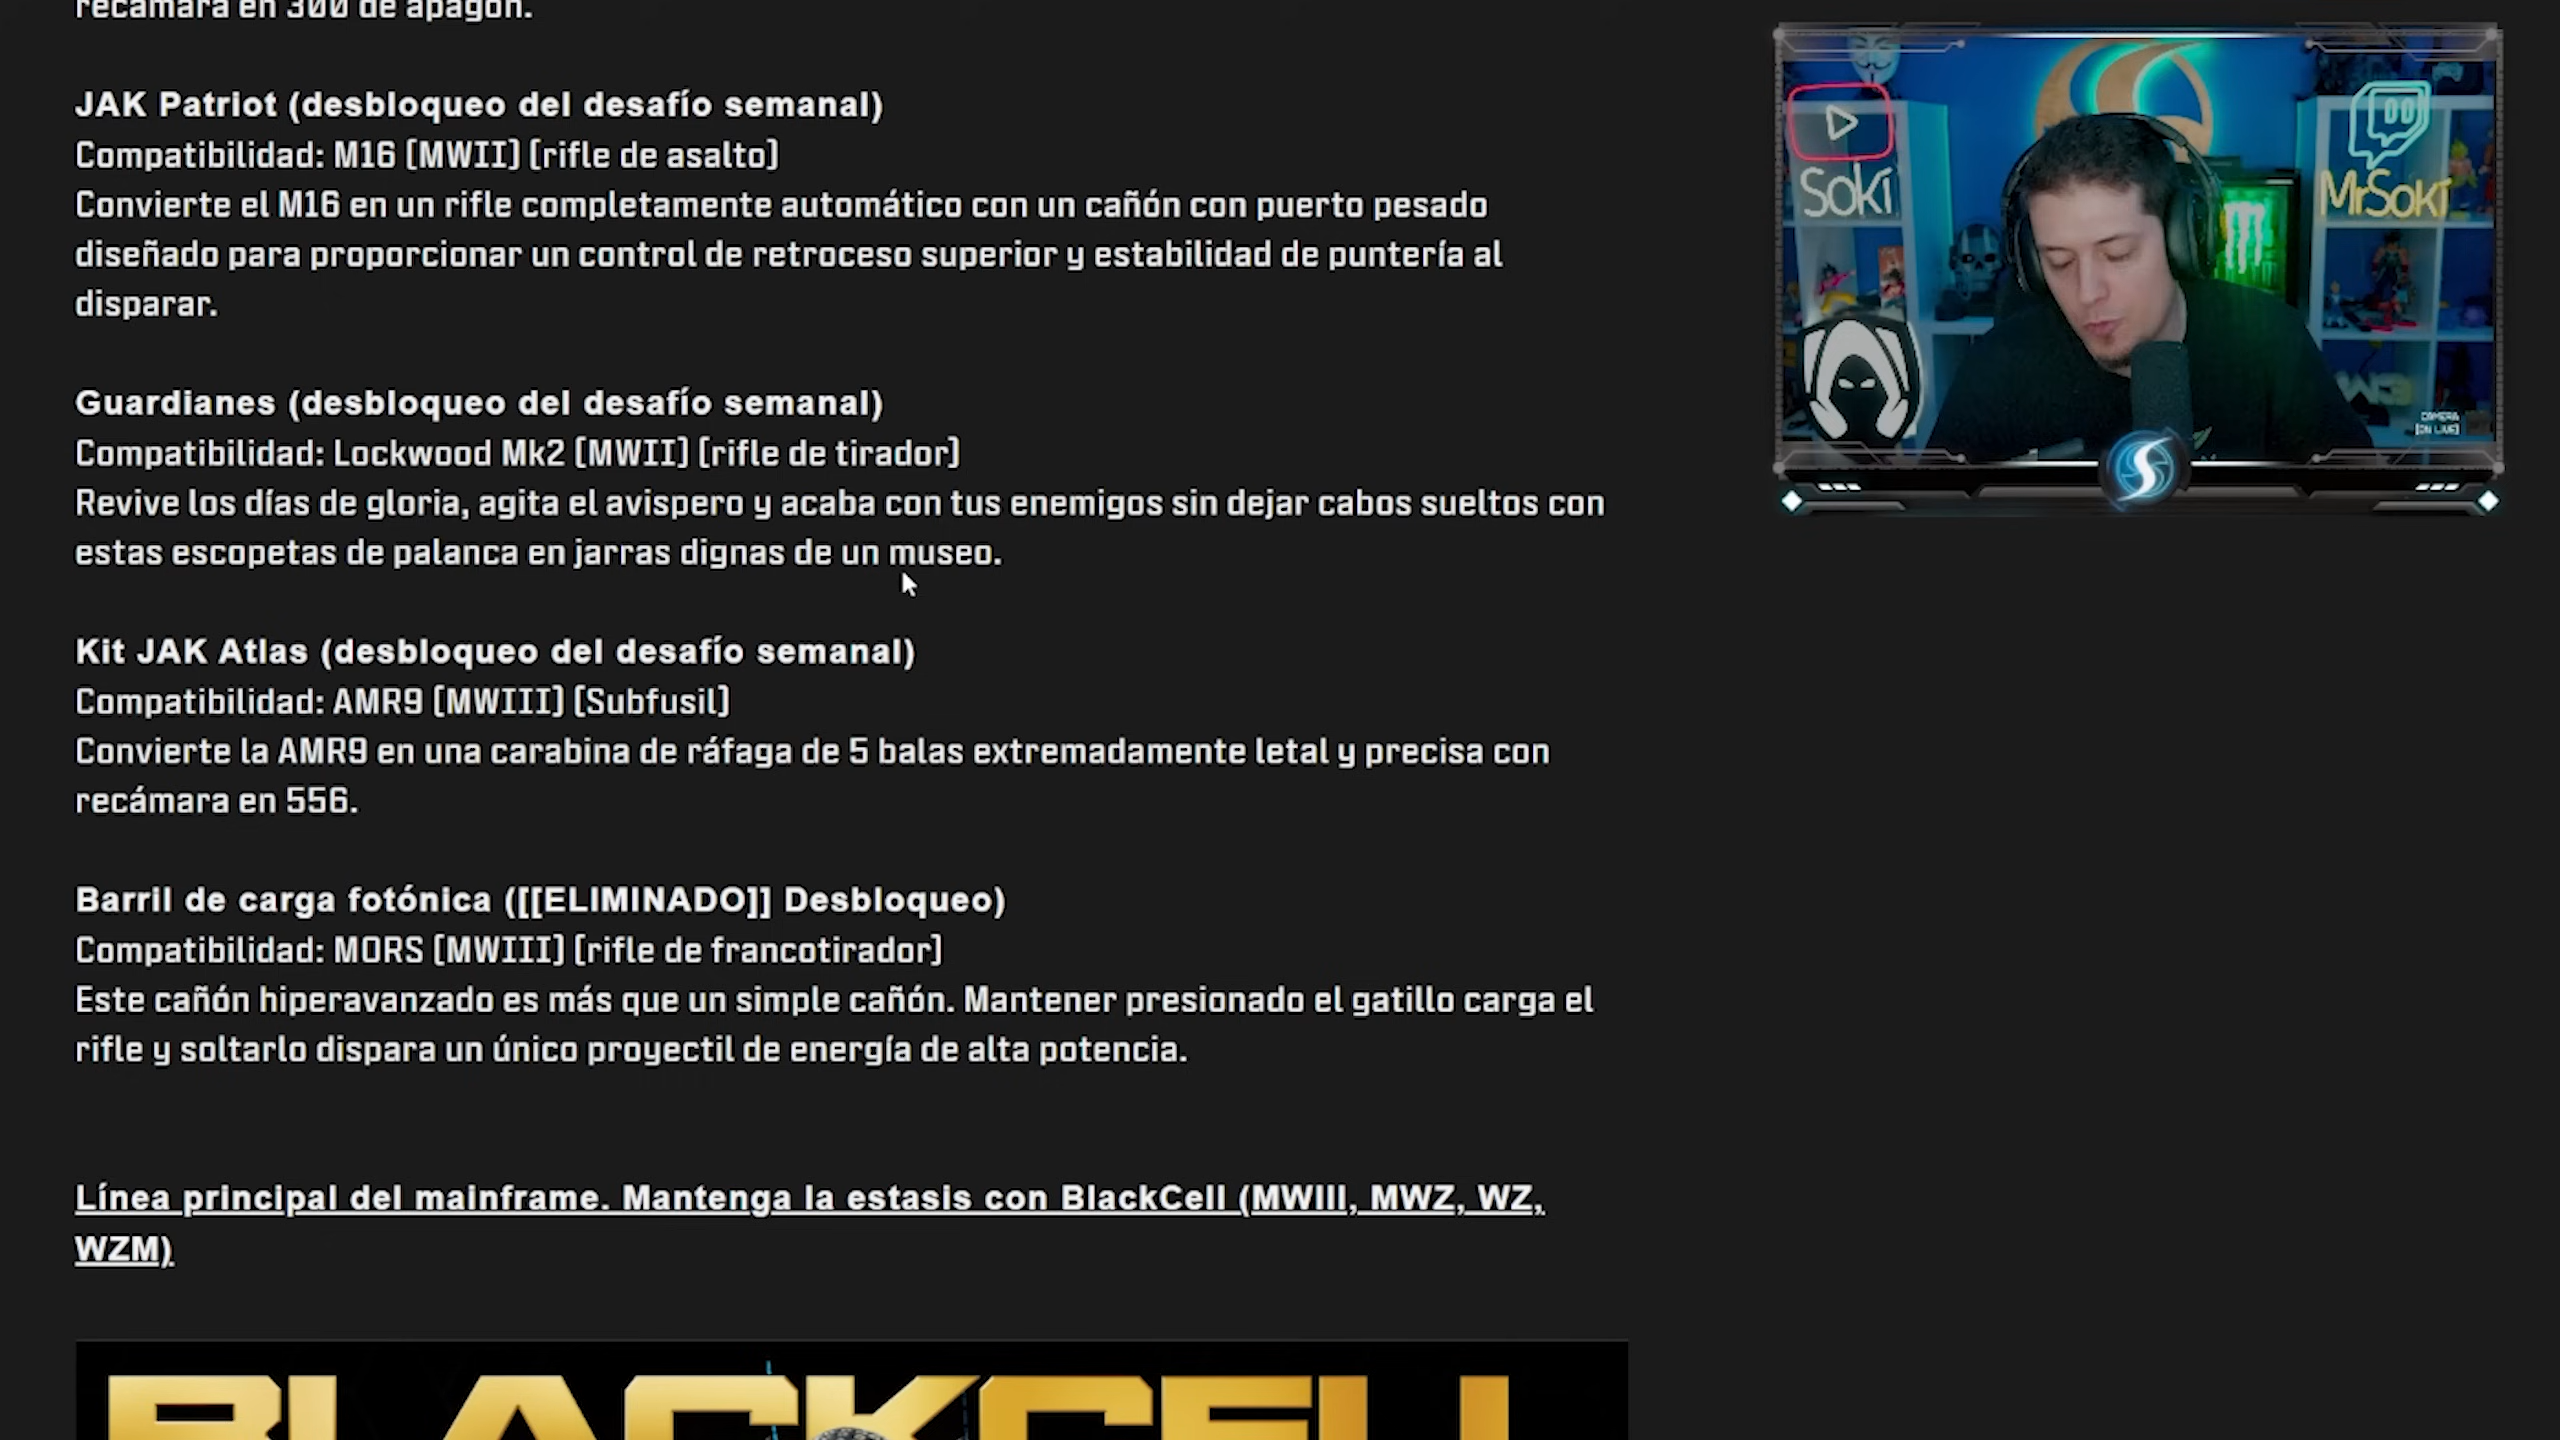 recámara en 300 de apagón.
JAK Patriot (desbloqueo del desafío semanal)
Compatibilidad: M16 [MWII] [rifle de asalto]
Convierte el M16 en un rifle completamente automático con un cañón con puerto pesado
diseñado para proporcionar un control de retroceso superior y estabilidad de puntería al
disparar.
Guardianes (desbloqueo del desafío semanal)
Compatibilidad: Lockwood Mk2 [MWII] [rifle de tirador]
Revive los días de gloria, agita el avispero y acaba con tus enemigos sin dejar cabos sueltos con
estas escopetas de palanca en jarras dignas de un museo.
Kit JAK Atlas (desbloqueo del desafío semanal)
Compatibilidad: AMR9 [MWIII] [Subfusil]
Convierte la AMR9 en una carabina de ráfaga de 5 balas extremadamente letal y precisa con
recámara en 556.
Barril de carga fotónica ([[ELIMINADO]] Desbloqueo)
Compatibilidad: MORS [MWIII] [rifle de francotirador]
Este cañón hiperavanzado es más que un simple cañón. Mantener presionado el gatillo carga el
rifle y soltarlo dispara un único proyectil de energía de alta potencia.
Línea principal del mainframe. Mantenga la estasis con BlackCell (MWIII, MWZ, WZ,
WZM)
BLACKCELL
Soki
MrSoki
CAMERA
[ON LIVE]